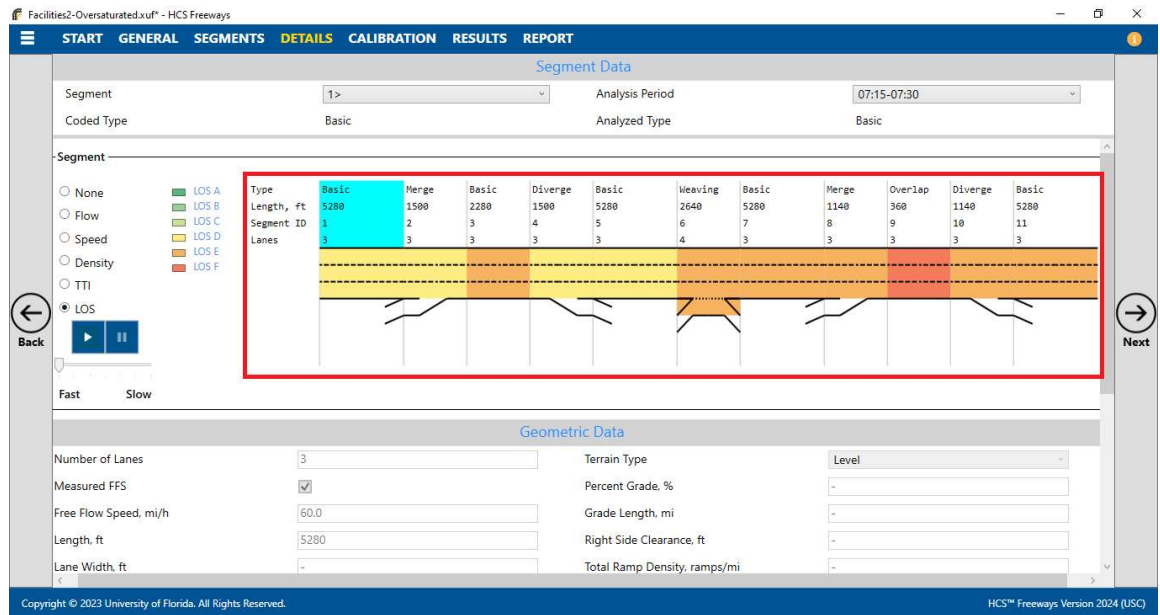 Facilities2-Oversaturated.xuf* - HCS Freeways
START GENERAL SEGMENTS DETAILS CALIBRATION RESULTS REPORT
Segment Data
Segment 1> Analysis Period 07:15-07:30
Coded Type Basic Analyzed Type Basic
Segment
None
Flow
Speed
Density
TTI
LOS
Fast Slow
LOS A
LOS B
LOS C
LOS D
LOS E
LOS F
Type Basic Merge Basic Diverge Basic Weaving Basic Merge Overlap Diverge Basic
Length, ft 5280 1500 2280 1500 5280 2640 5280 1140 360 1140 5280
Segment ID 1 2 3 4 5 6 7 8 9 10 11
Lanes 3 3 3 3 3 4 3 3 3 3 3
Back
Next
Geometric Data
Number of Lanes 3 Terrain Type Level
Measured FFS Percent Grade, % -
Free Flow Speed, mi/h 60.0 Grade Length, mi -
Length, ft 5280 Right Side Clearance, ft -
Lane Width, ft - Total Ramp Density, ramps/mi -
Copyright © 2023 University of Florida. All Rights Reserved. HCS™ Freeways Version 2024 (USC)